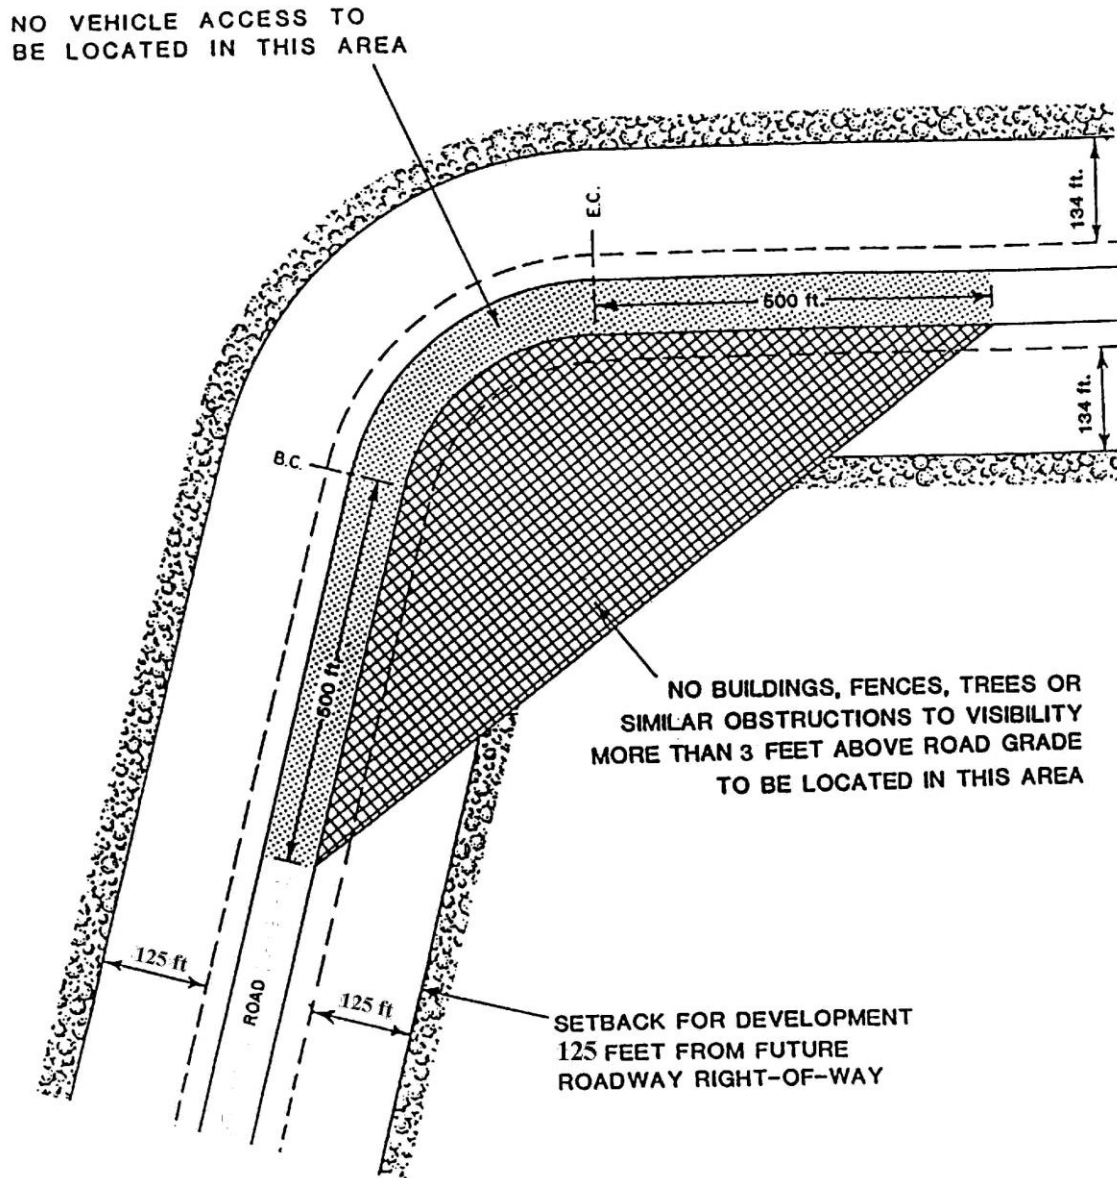 NO VEHICLE ACCESS TO
BE LOCATED IN THIS AREA
E.C.
134 ft.
500 ft.
134 ft.
B.C.
500 ft.
NO BUILDINGS, FENCES, TREES OR
SIMILAR OBSTRUCTIONS TO VISIBILITY
MORE THAN 3 FEET ABOVE ROAD GRADE
TO BE LOCATED IN THIS AREA
125 ft
125 ft
ROAD
SETBACK FOR DEVELOPMENT
125 FEET FROM FUTURE
ROADWAY RIGHT-OF-WAY